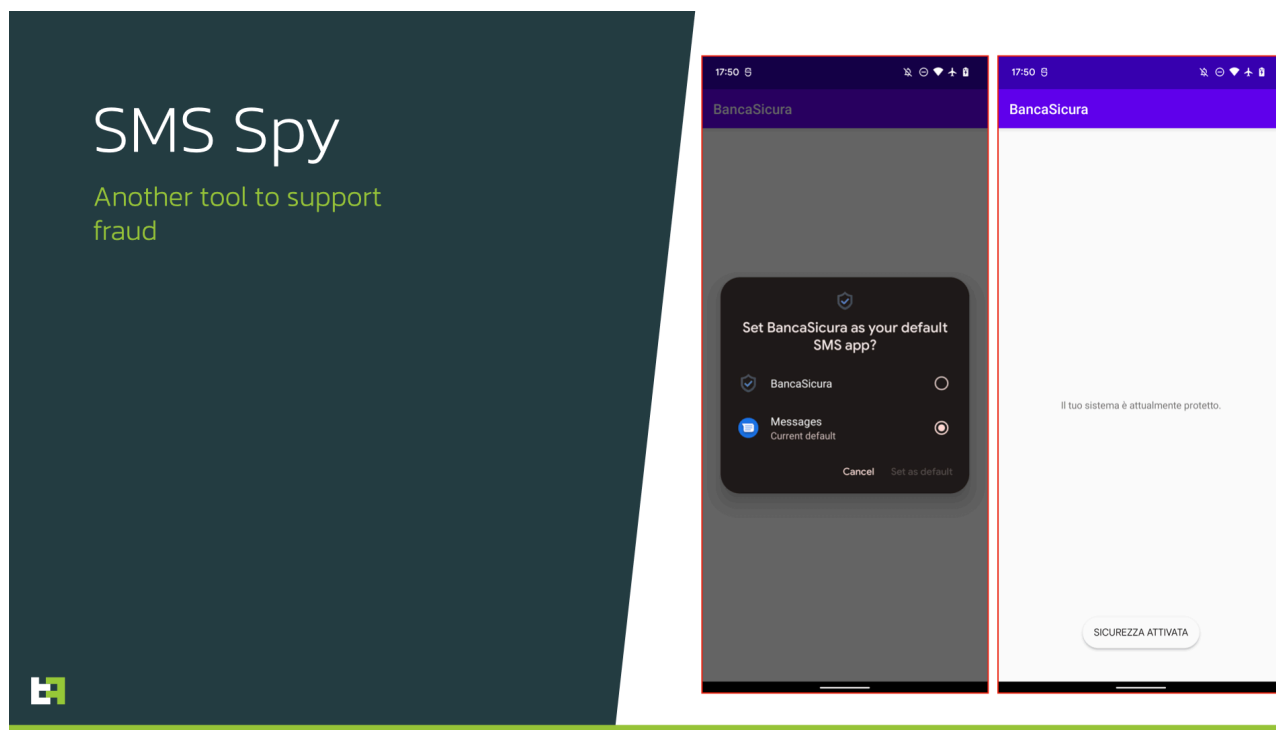 SMS Spy
Another tool to support
fraud
17:50
BancaSicura
Set BancaSicura as your default
SMS app?
BancaSicura
Messages
Current default
Cancel Set as default
17:50
BancaSicura
Il tuo sistema è attualmente protetto.
SICUREZZA ATTIVATA